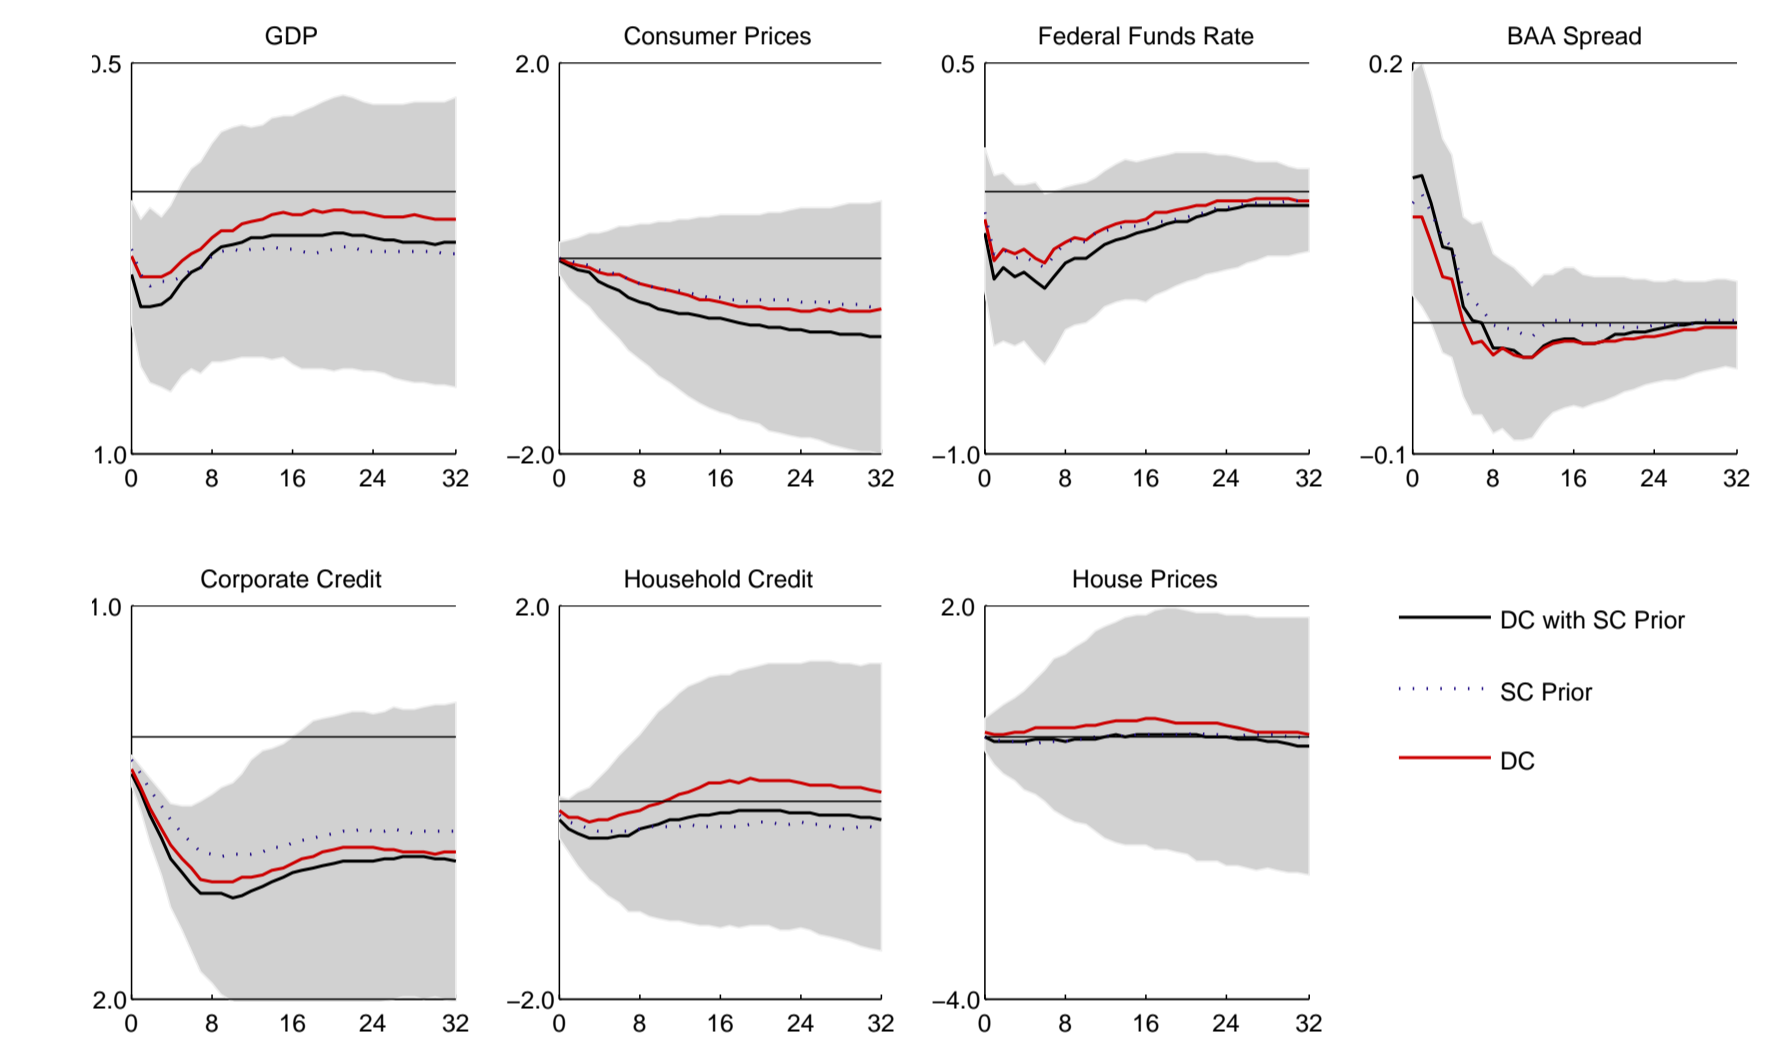 GDP Consumer Prices Federal Funds Rate BAA Spread
0.5 2.0 0.5 0.2
1.0 −2.0 −1.0 −0.1
0 8 16 24 32 0 8 16 24 32 0 8 16 24 32 0 8 16 24 32
Corporate Credit Household Credit House Prices
1.0 2.0 2.0
DC with SC Prior
SC Prior
DC
2.0 −2.0 −4.0
0 8 16 24 32 0 8 16 24 32 0 8 16 24 32